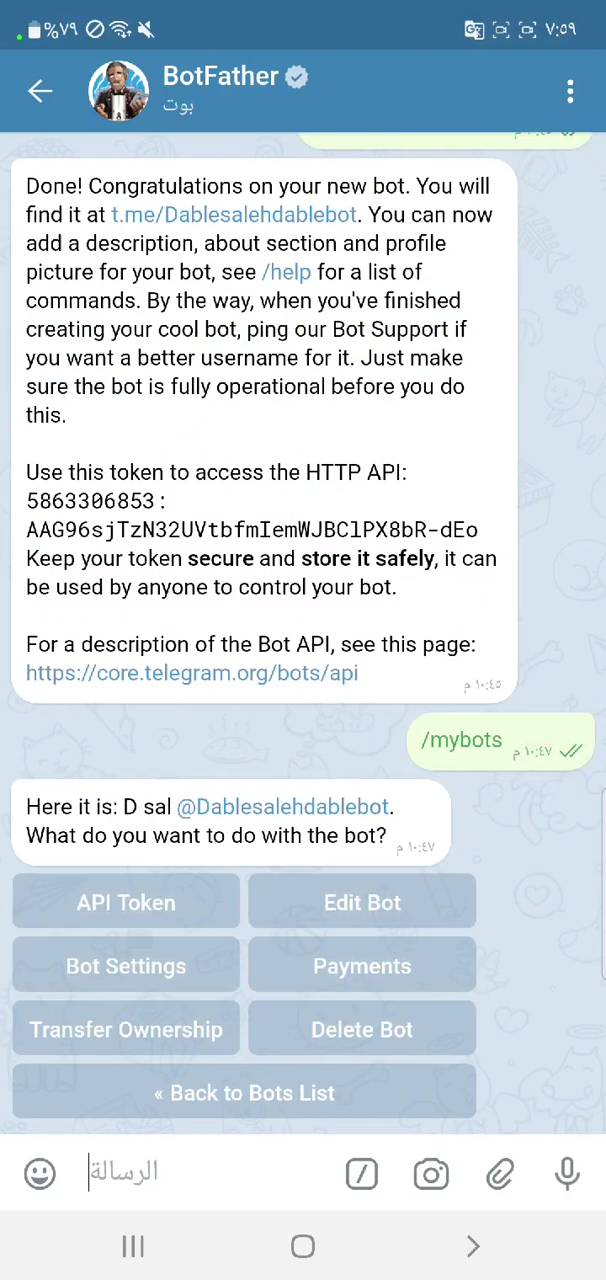 %٧٩
٧:٥٩
BotFather
بوت
Done! Congratulations on your new bot. You will
find it at t.me/Dablesalehdablebot. You can now
add a description, about section and profile
picture for your bot, see /help for a list of
commands. By the way, when you've finished
creating your cool bot, ping our Bot Support if
you want a better username for it. Just make
sure the bot is fully operational before you do
this.
Use this token to access the HTTP API:
5863306853:
AAG96sjTzN32UVtbfmIemWJBClPX8bR-dEo
Keep your token secure and store it safely, it can
be used by anyone to control your bot.
For a description of the Bot API, see this page:
https://core.telegram.org/bots/api
١٠:٤٥ م
/mybots
١٠:٤٧ م
Here it is: D sal @Dablesalehdablebot.
What do you want to do with the bot?
١٠:٤٧ م
API Token
Edit Bot
Bot Settings
Payments
Transfer Ownership
Delete Bot
« Back to Bots List
الرسالة